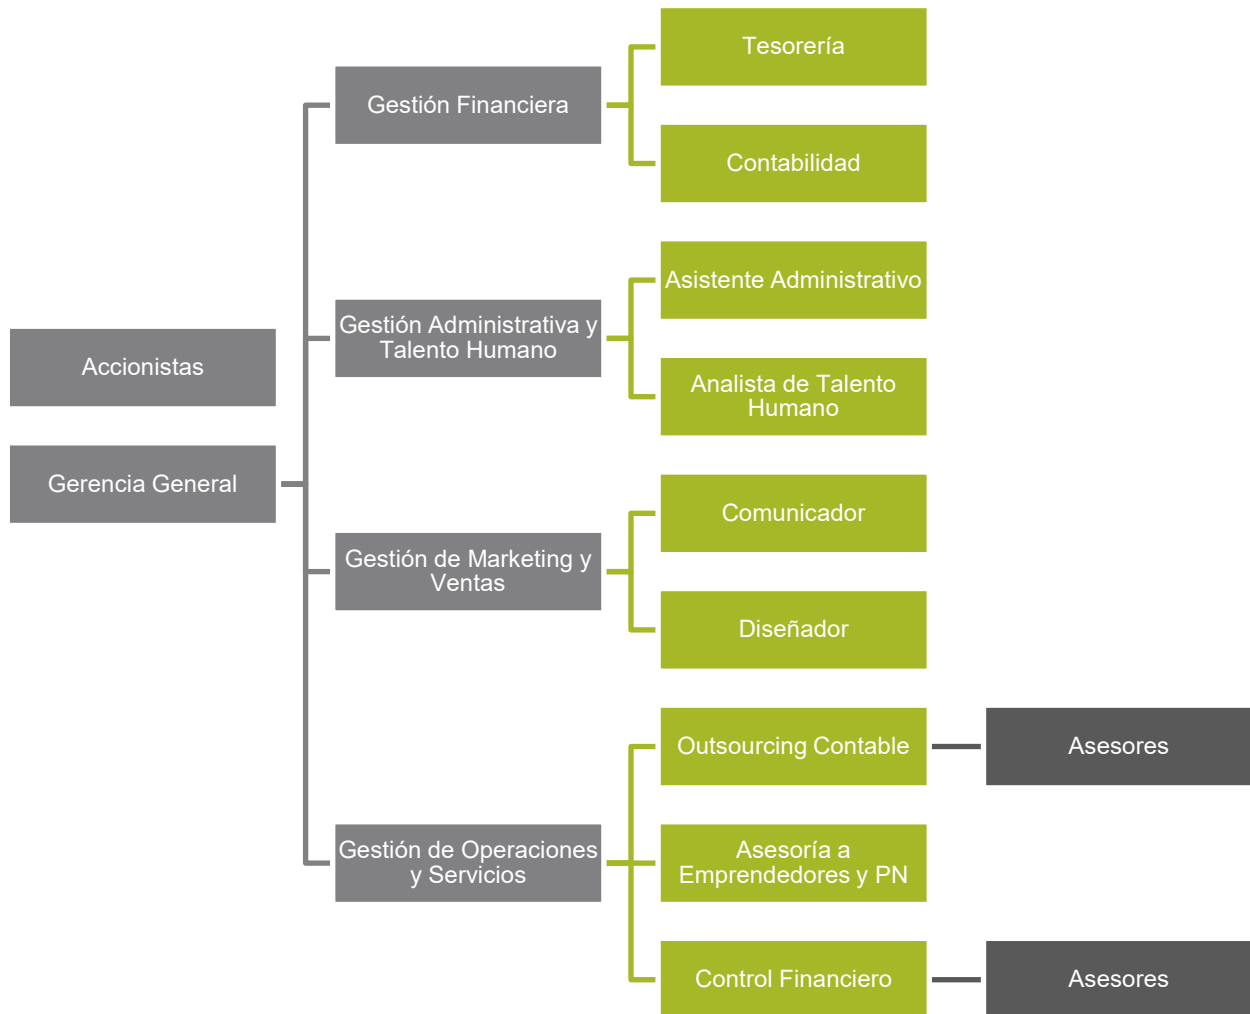 Accionistas
Gerencia General
Gestión Financiera
Tesorería
Contabilidad
Gestión Administrativa y
Talento Humano
Asistente Administrativo
Analista de Talento
Humano
Gestión de Marketing y
Ventas
Comunicador
Diseñador
Gestión de Operaciones
y Servicios
Outsourcing Contable
Asesores
Asesoría a
Emprendedores y PN
Control Financiero
Asesores